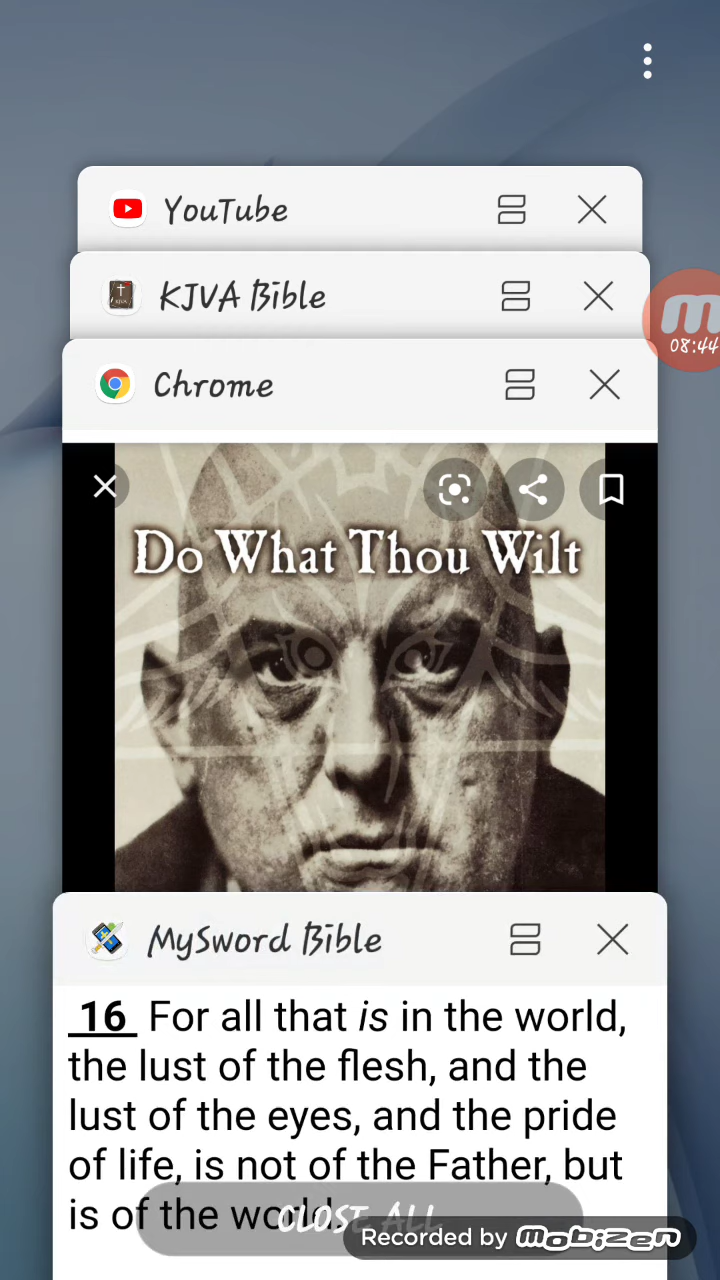 YouTube
KJVA Bible
m
08:44
Chrome
Do What Thou Wilt
MySword Bible
16 For all that is in the world,
the lust of the flesh, and the
lust of the eyes, and the pride
of life, is not of the Father, but
is of the world.
CLOSE ALL
Recorded by mobizen